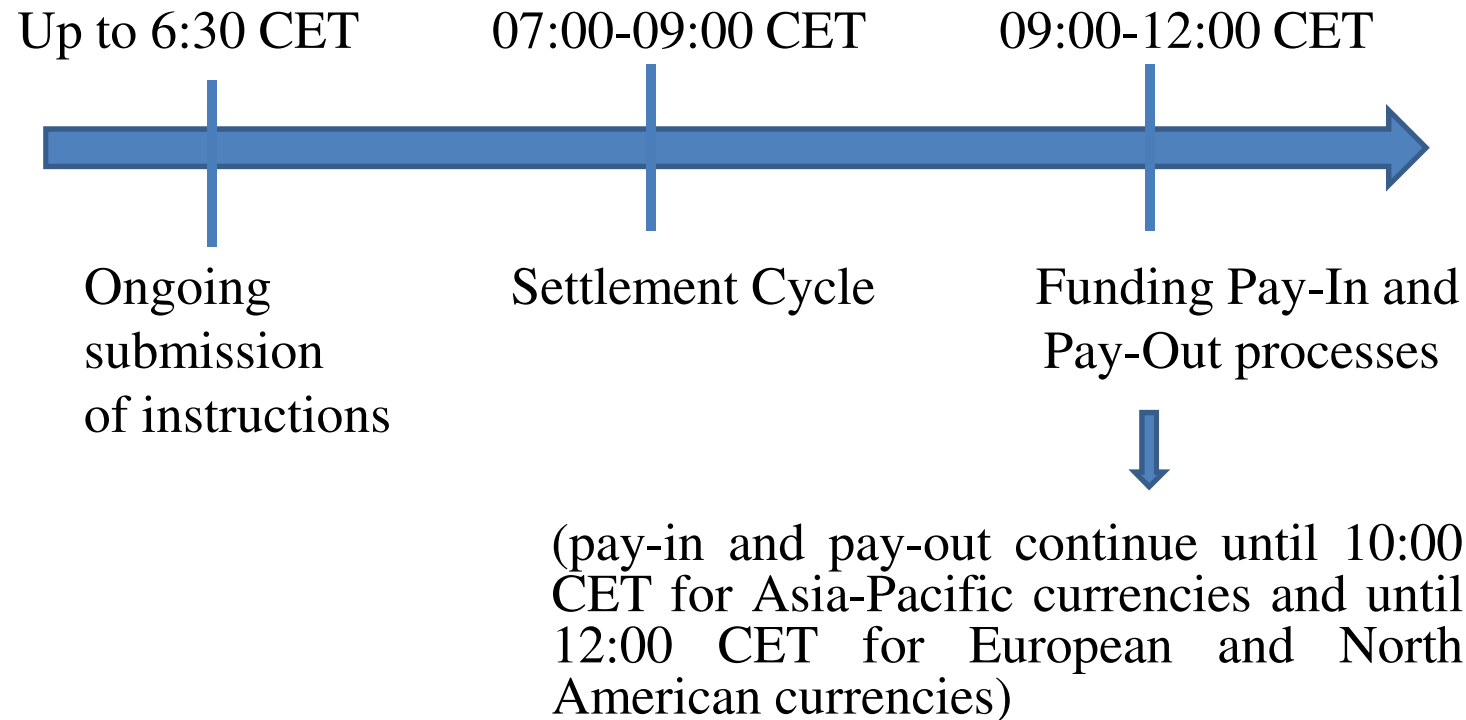 Up to 6:30 CET
07:00-09:00 CET
09:00-12:00 CET
Ongoing
submission
of instructions
Settlement Cycle
Funding Pay-In and
Pay-Out processes
(pay-in and pay-out continue until 10:00
CET for Asia-Pacific currencies and until
12:00 CET for European and North
American currencies)